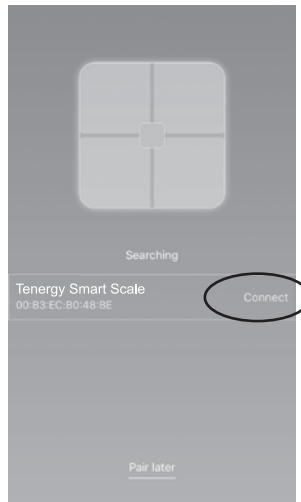 Searching
Tenergy Smart Scale
00:B3:EC:B0:48:BE
Connect
Pair later